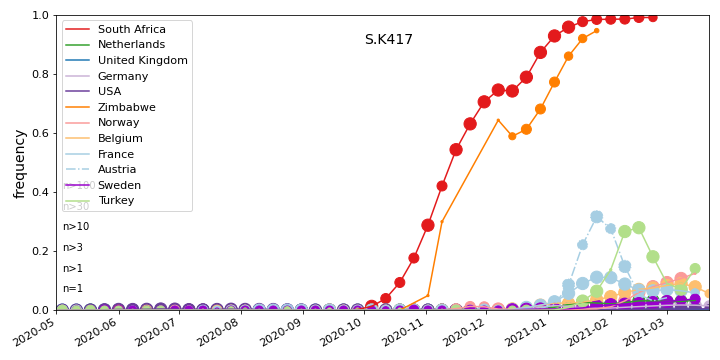 S.K417
frequency
1.0
0.8
0.6
0.4
0.2
0.0
South Africa
Netherlands
United Kingdom
Germany
USA
Zimbabwe
Norway
Belgium
France
Austria
Sweden
Turkey
n>100
n>30
n>10
n>3
n>1
n=1
2020-05
2020-06
2020-07
2020-08
2020-09
2020-10
2020-11
2020-12
2021-01
2021-02
2021-03